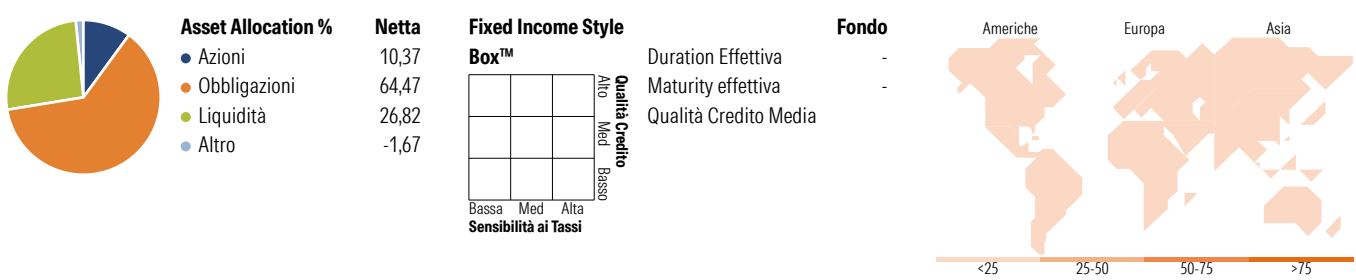 Asset Allocation % Netta
Azioni 10,37
Obbligazioni 64,47
Liquidità 26,82
Altro -1,67
Fixed Income Style Box™
Alto Med Basso
Qualità Credito
Bassa Med Alta
Sensibilità ai Tassi
Fondo
Duration Effettiva -
Maturity effettiva -
Qualità Credito Media
Americhe Europa Asia
<25 25-50 50-75 >75